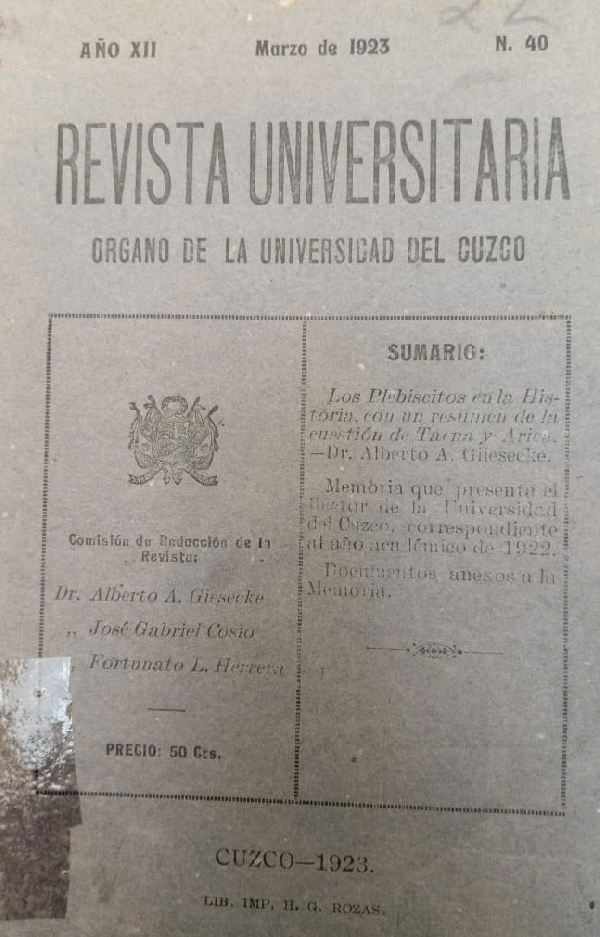 22
AÑO XII Marzo de 1923 N. 40
REVISTA UNIVERSITARIA
ORGANO DE LA UNIVERSIDAD DEL CUZCO
Comisión de Redacción de la
Revista:
Dr. Alberto A. Giesecke
„ José Gabriel Cosio
„ Fortunato L. Herrera
PRECIO: 50 Cts.
SUMARIO:
Los Plebiscitos en la His-
toria, con un resumen de la
cuestión de Tacna y Arica.
—Dr. Alberto A. Giiesecke.
Memoria que presenta el
Rector de la Universidad
del Cuzco, correspondiente
al año académico de 1922.
Documentos anexos a la
Memoria.
CUZCO—1923.
LIB. IMP. H. G. ROZAS.